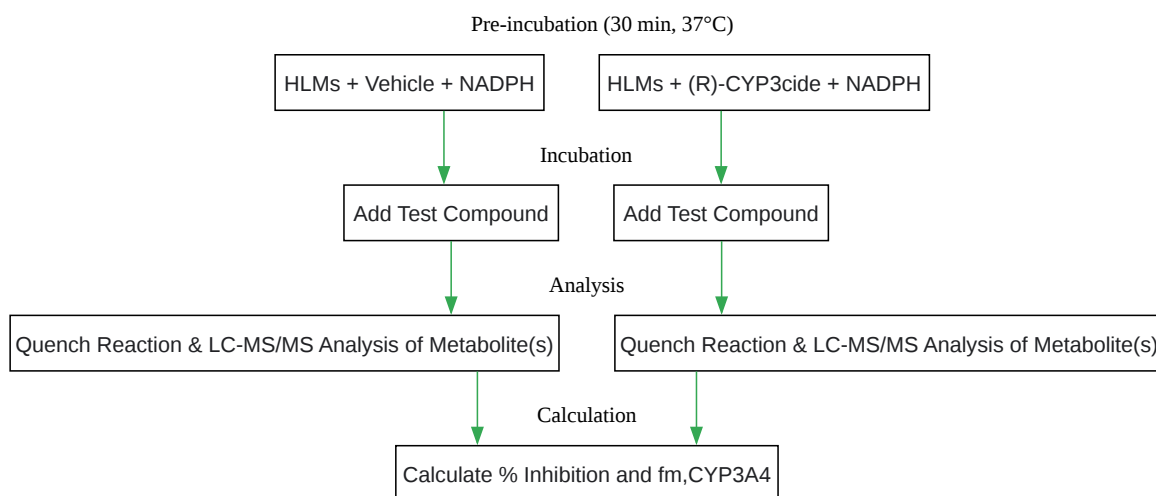 Pre-incubation (30 min, 37°C)
HLMs + Vehicle + NADPH
HLMs + (R)-CYP3cide + NADPH
Incubation
Add Test Compound
Add Test Compound
Analysis
Quench Reaction & LC-MS/MS Analysis of Metabolite(s)
Quench Reaction & LC-MS/MS Analysis of Metabolite(s)
Calculation
Calculate % Inhibition and fm,CYP3A4